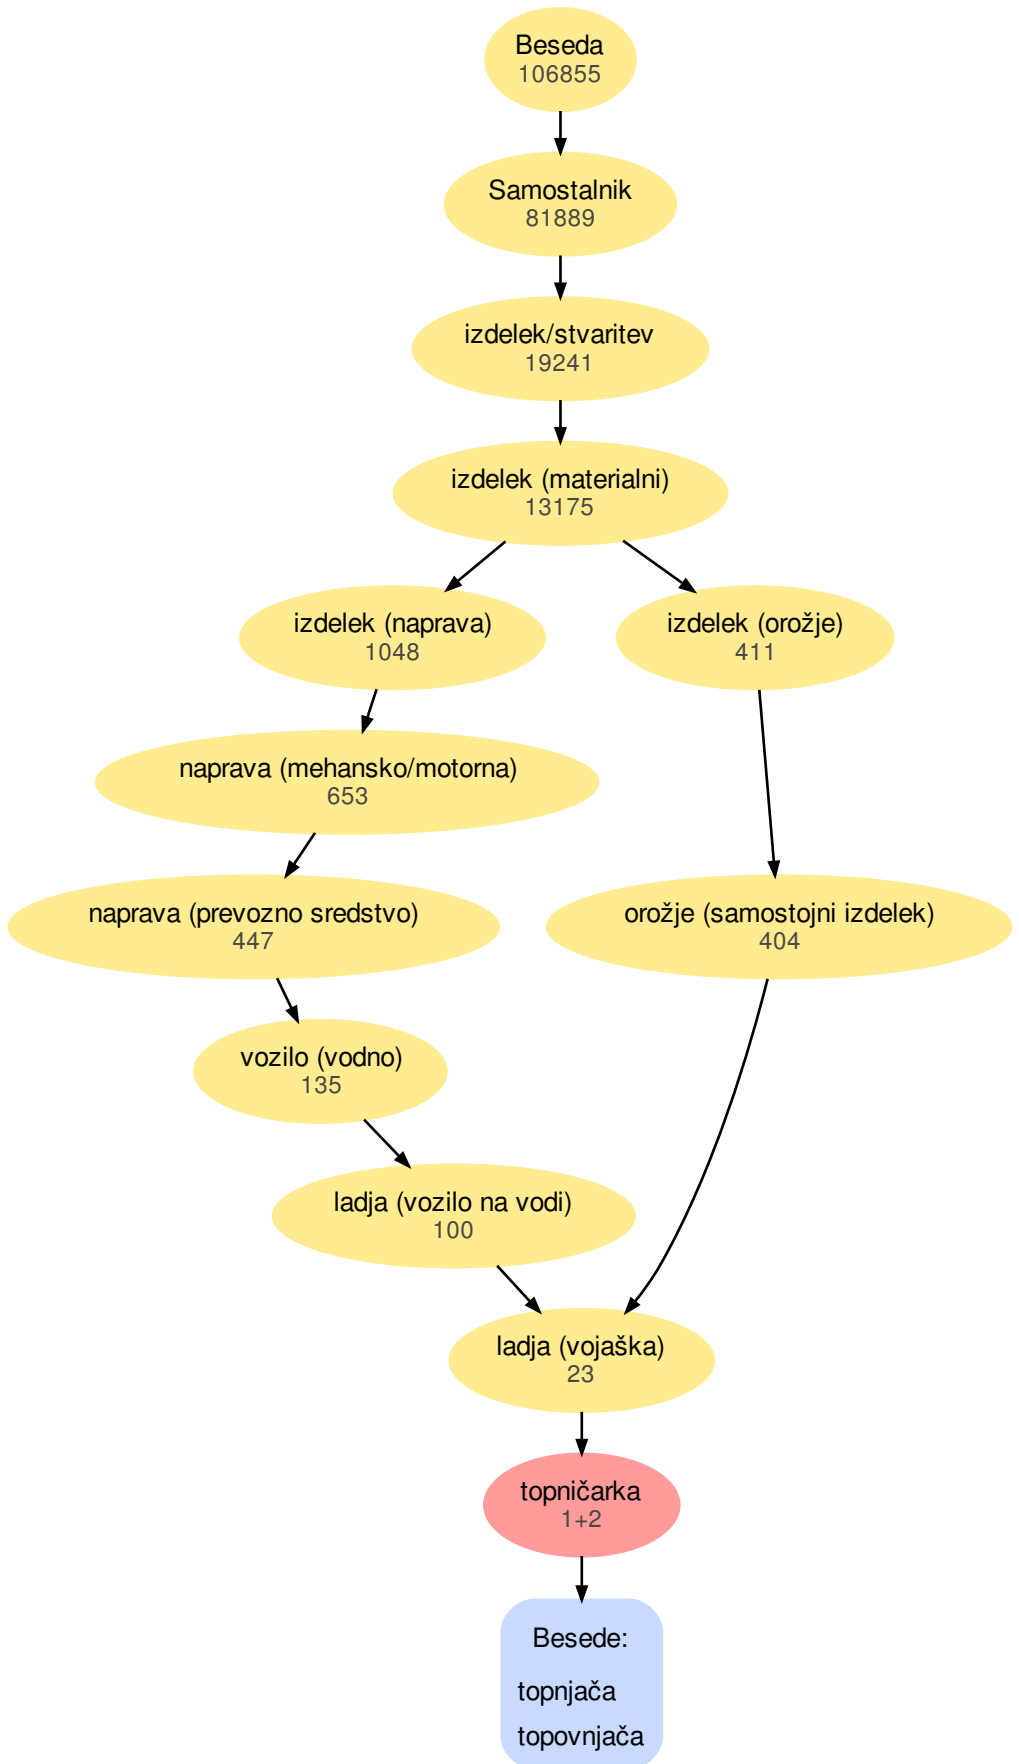 Beseda
106855
Samostalnik
81889
izdelek/stvaritev
19241
izdelek (materialni)
13175
izdelek (naprava)
1048
izdelek (orožje)
411
naprava (mehansko/motorna)
653
naprava (prevozno sredstvo)
447
orožje (samostojni izdelek)
404
vozilo (vodno)
135
ladja (vozilo na vodi)
100
ladja (vojaška)
23
topničarka
1+2
Besede:
topnjača
topovnjača